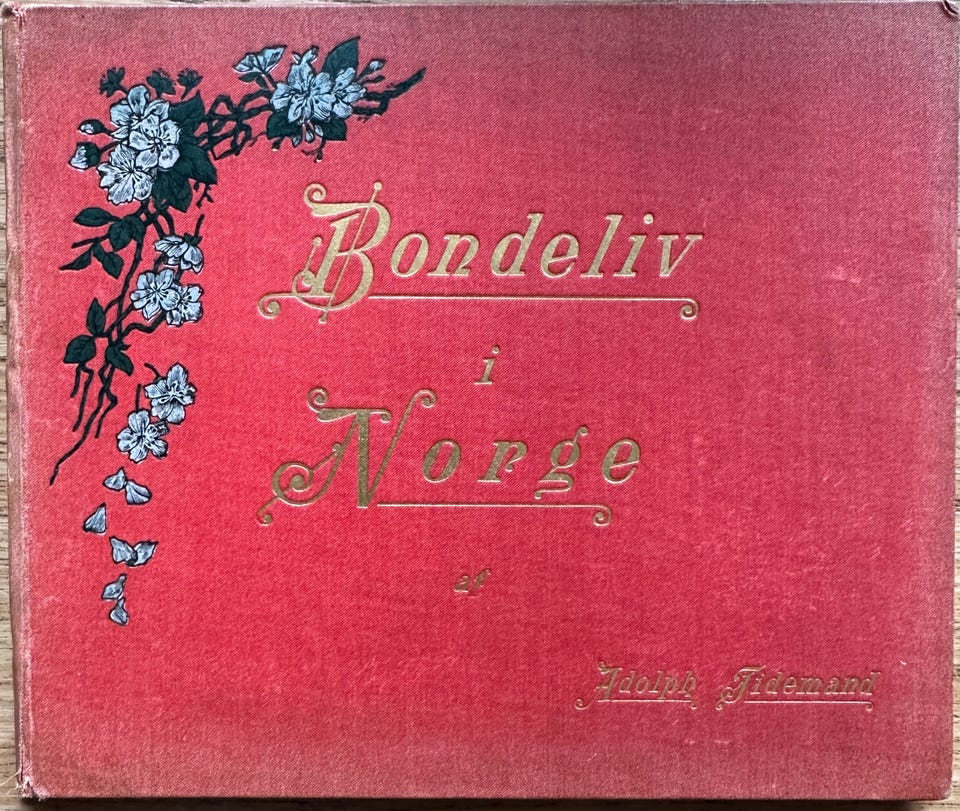 Bondeliv
i
Norge
af
Adolph Tidemand